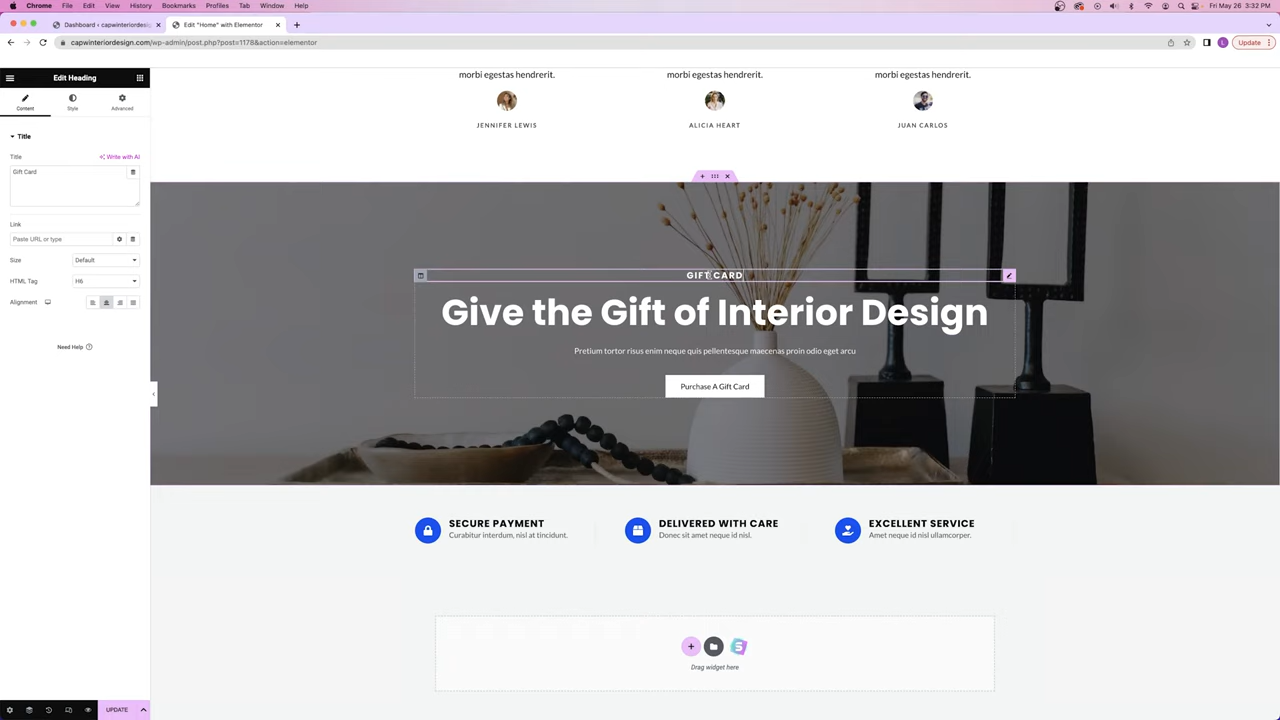 Chrome File Edit View History Bookmarks Profiles Tab Window Help
Fri May 26 3:32 PM
Dashboard ‹ capwinteriordesig
Edit "Home" with Elementor
capwinteriordesign.com/wp-admin/post.php?post=1178&action=elementor
Update
Edit Heading
Content Style Advanced
Title
Title Write with AI
Gift Card
Link
Paste URL or type
Size Default
HTML Tag H6
Alignment
Need Help
UPDATE
morbi egestas hendrerit. morbi egestas hendrerit. morbi egestas hendrerit.
JENNIFER LEWIS ALICIA HEART JUAN CARLOS
GIFT CARD
Give the Gift of Interior Design
Pretium tortor risus enim neque quis pellentesque maecenas proin odio eget arcu
Purchase A Gift Card
SECURE PAYMENT DELIVERED WITH CARE EXCELLENT SERVICE
Curabitur interdum, nisl at tincidunt. Donec sit amet neque id nisl. Amet neque id nisl ullamcorper.
Drag widget here